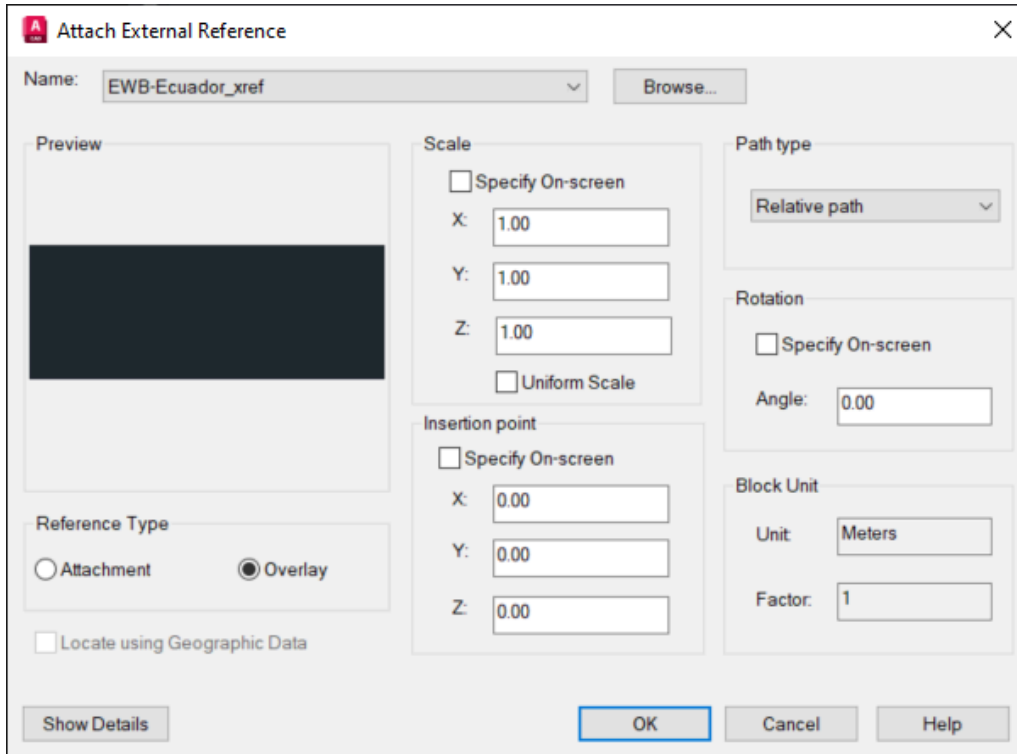 A
CAD
Attach External Reference
Name:
EWB-Ecuador_xref
Browse...
Preview
Reference Type
Attachment
Overlay
Locate using Geographic Data
Scale
Specify On-screen
X:
1.00
Y:
1.00
Z:
1.00
Uniform Scale
Insertion point
Specify On-screen
X:
0.00
Y:
0.00
Z:
0.00
Path type
Relative path
Rotation
Specify On-screen
Angle:
0.00
Block Unit
Unit:
Meters
Factor:
1
Show Details
OK
Cancel
Help